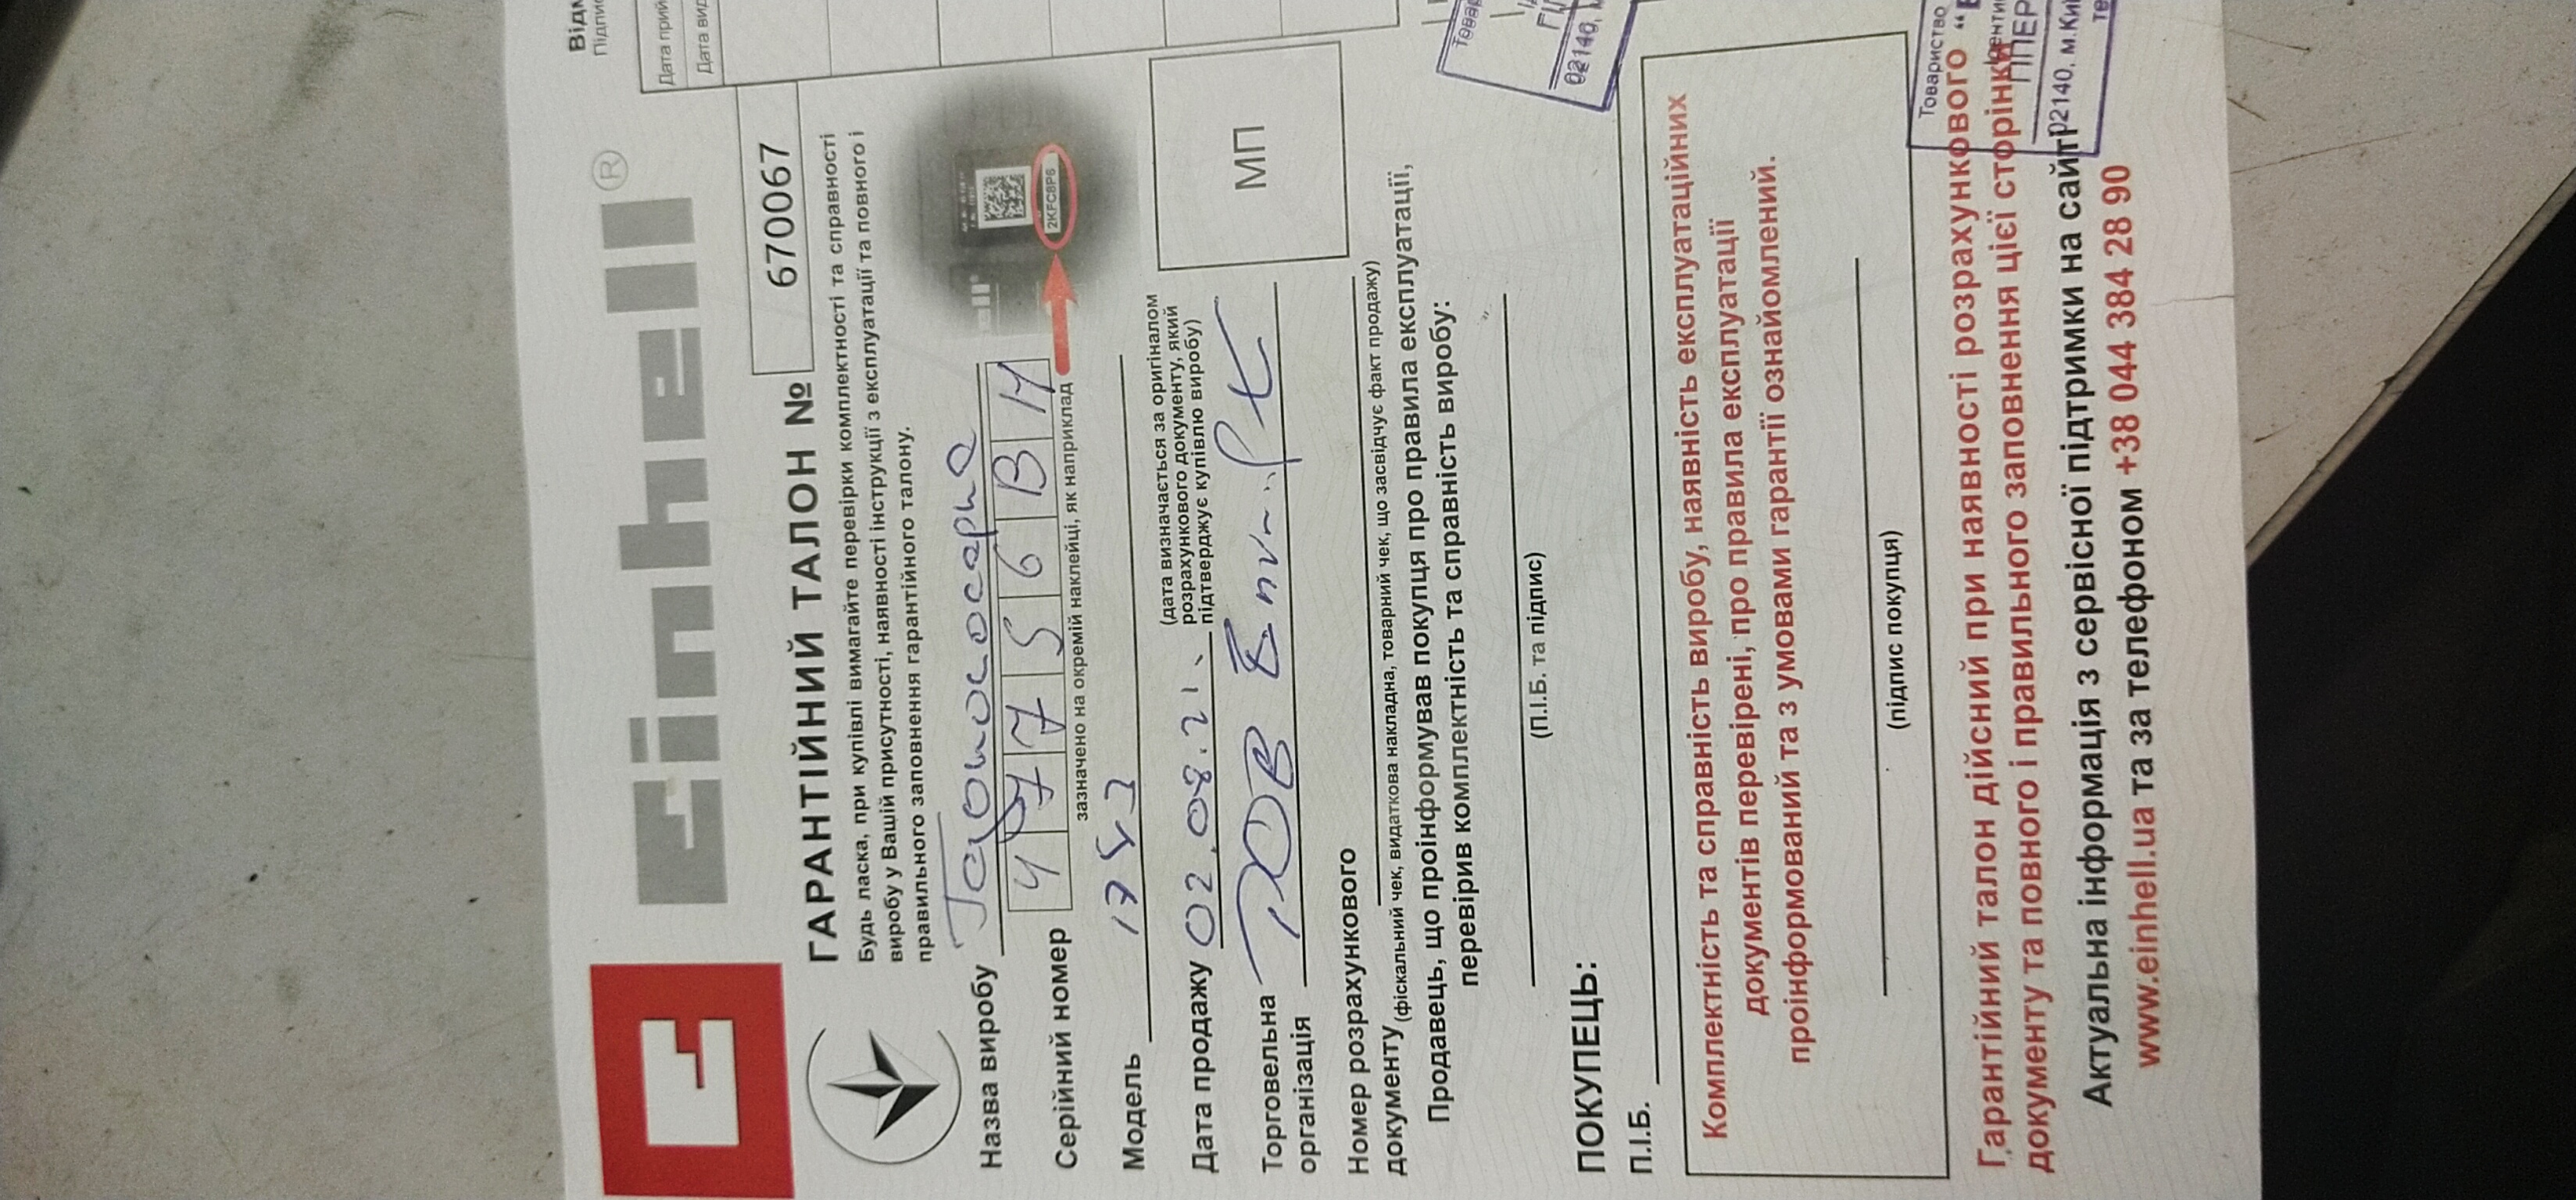 einhell®
ГАРАНТІЙНИЙ ТАЛОН № 6700067
Будь ласка, при купівлі вимагайте перевірки комплектності та справності
виробу у Вашій присутності, наявності інструкції з експлуатації та повного і
правильного заповнення гарантійного талону.
Назва виробу Газонокосарка
Серійний номер 4 7 7 5 6 В
2KFC8P6
зазначено на окремій наклейці, як наприклад
Модель
Дата продажу 02.08.21
(дата визначається за оригіналом
розрахункового документу, який
підтверджує купівлю виробу)
Торговельна ТОВ
організація
МП
Номер розрахункового
документу (фіскальний чек, видаткова накладна, товарний чек, що засвідчує факт продажу)
Продавець, що проінформував покупця про правила експлуатації,
перевірив комплектність та справність виробу:
(П.І.Б. та підпис)
ПОКУПЕЦЬ:
П.І.Б.
Комплектність та справність виробу, наявність експлуатаційних
документів перевірені, про правила експлуатації
проінформований та з умовами гарантії ознайомлений.
(підпис покупця)
Гарантійний талон дійсний при наявності розрахункового
документу та повного і правильного заповнення цієї сторінки
Актуальна інформація з сервісної підтримки на сайті
www.einhell.ua та за телефоном +38 044 384 28 90
Товариство
02140, м.Ки
02140, м
Дата прий
Дата вид